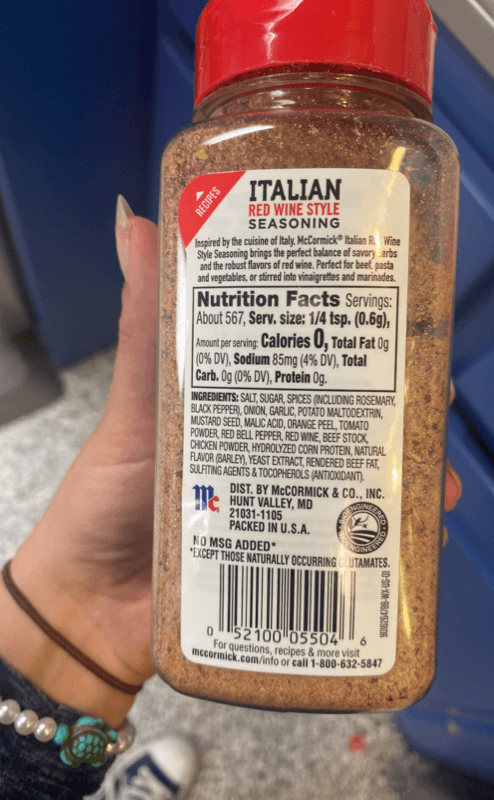 RECIPES
ITALIAN
RED WINE STYLE
SEASONING
Inspired by the cuisine of Italy, McCormick® Italian Wine
Style Seasoning brings the perfect balance of savory
and the robust flavors of red wine. Perfect for beef, pasta
and vegetables, or stirred into vinaigrettes and marinades.
Nutrition Facts Servings:
About 567, Serv. size: 1/4 tsp. (0.6g),
Amount per serving: Calories 0, Total Fat 0g
(0% DV), Sodium 85mg (4% DV), Total
Carb. 0g (0% DV), Protein 0g.
INGREDIENTS: SALT, SUGAR, SPICES (INCLUDING ROSEMARY,
BLACK PEPPER), ONION, GARLIC, POTATO MALTODEXTRIN,
MUSTARD SEED, MALIC ACID, ORANGE PEEL, TOMATO
POWDER, RED BELL PEPPER, RED WINE, BEEF STOCK,
CHICKEN POWDER, HYDROLYZED CORN PROTEIN, NATURAL
FLAVOR (BARLEY), YEAST EXTRACT, RENDERED BEEF FAT,
SULFITING AGENTS & TOCOPHEROLS (ANTIOXIDANT).
Mc
DIST. BY McCORMICK & CO., INC.
HUNT VALLEY, MD
21031-1105
PACKED IN U.S.A.
ENGINEERED
NO MSG ADDED*
*EXCEPT THOSE NATURALLY OCCURRING GLUTAMATES.
0 52100 05504 6
For questions, recipes & more visit
mccormick.com/info or call 1-800-632-5847